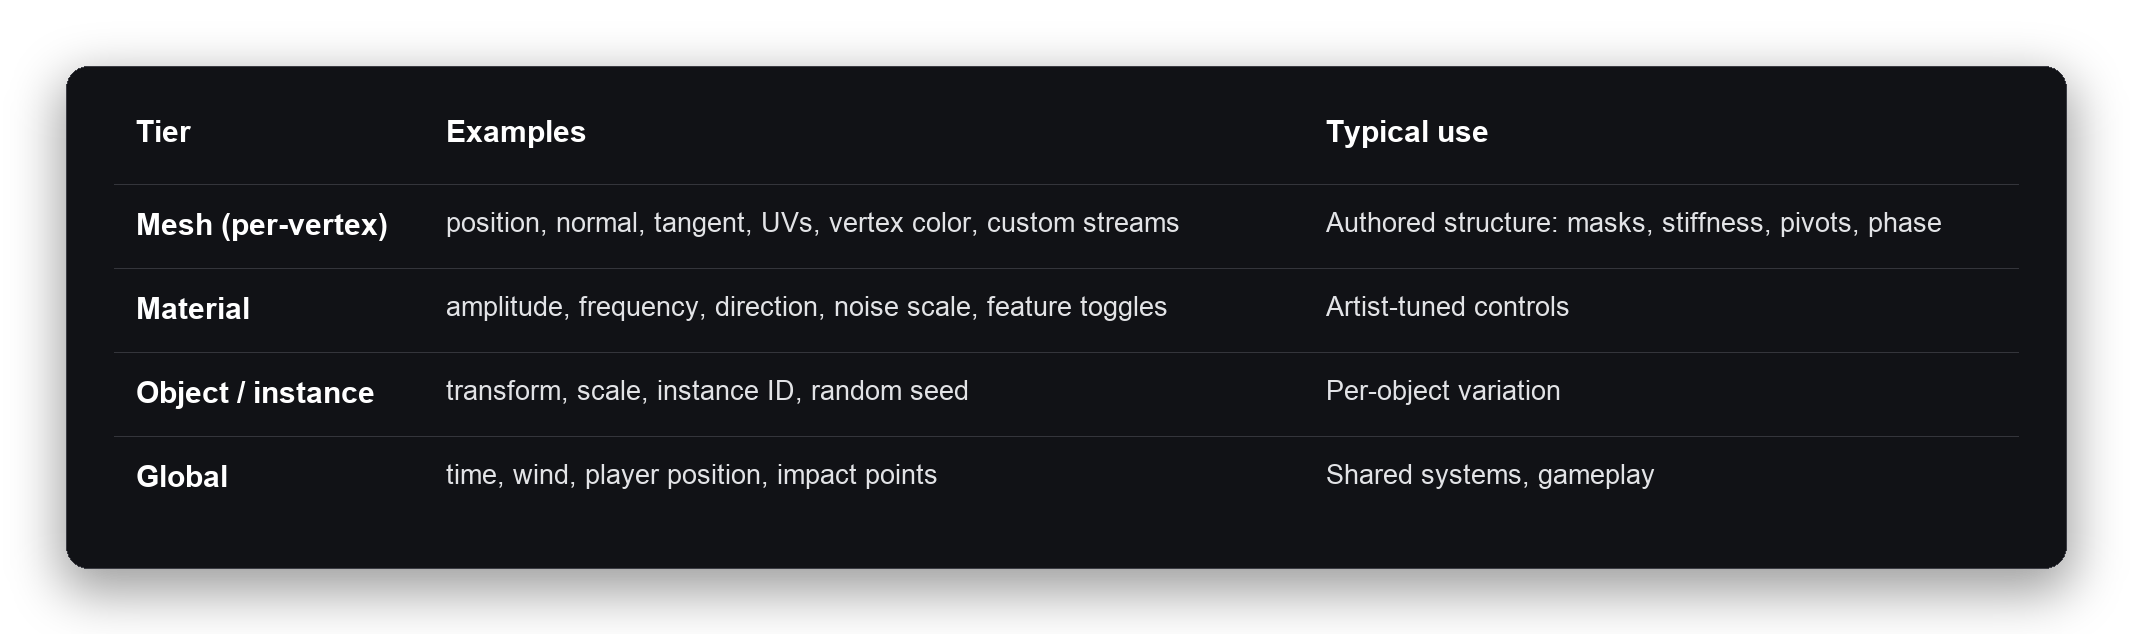 Tier Examples Typical use
Mesh (per-vertex) position, normal, tangent, UVs, vertex color, custom streams Authored structure: masks, stiffness, pivots, phase
Material amplitude, frequency, direction, noise scale, feature toggles Artist-tuned controls
Object / instance transform, scale, instance ID, random seed Per-object variation
Global time, wind, player position, impact points Shared systems, gameplay